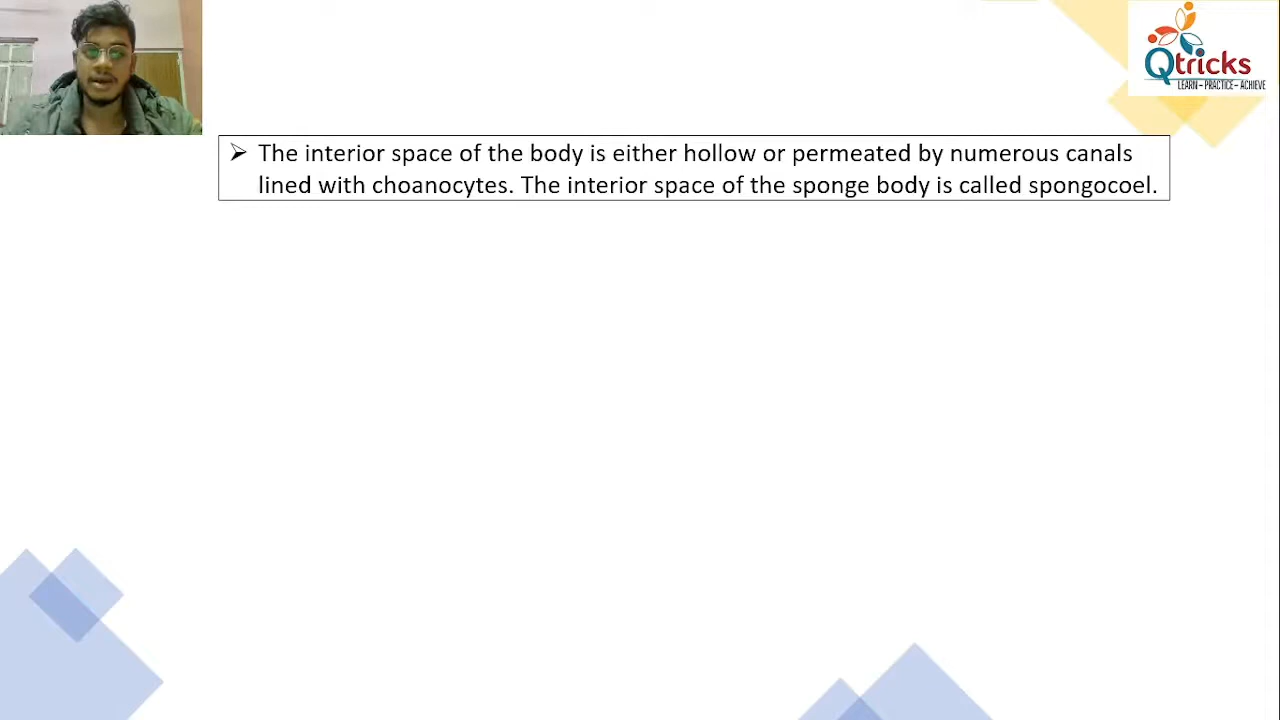 Qtricks
LEARN – PRACTICE – ACHIEVE
➢ The interior space of the body is either hollow or permeated by numerous canals
lined with choanocytes. The interior space of the sponge body is called spongocoel.